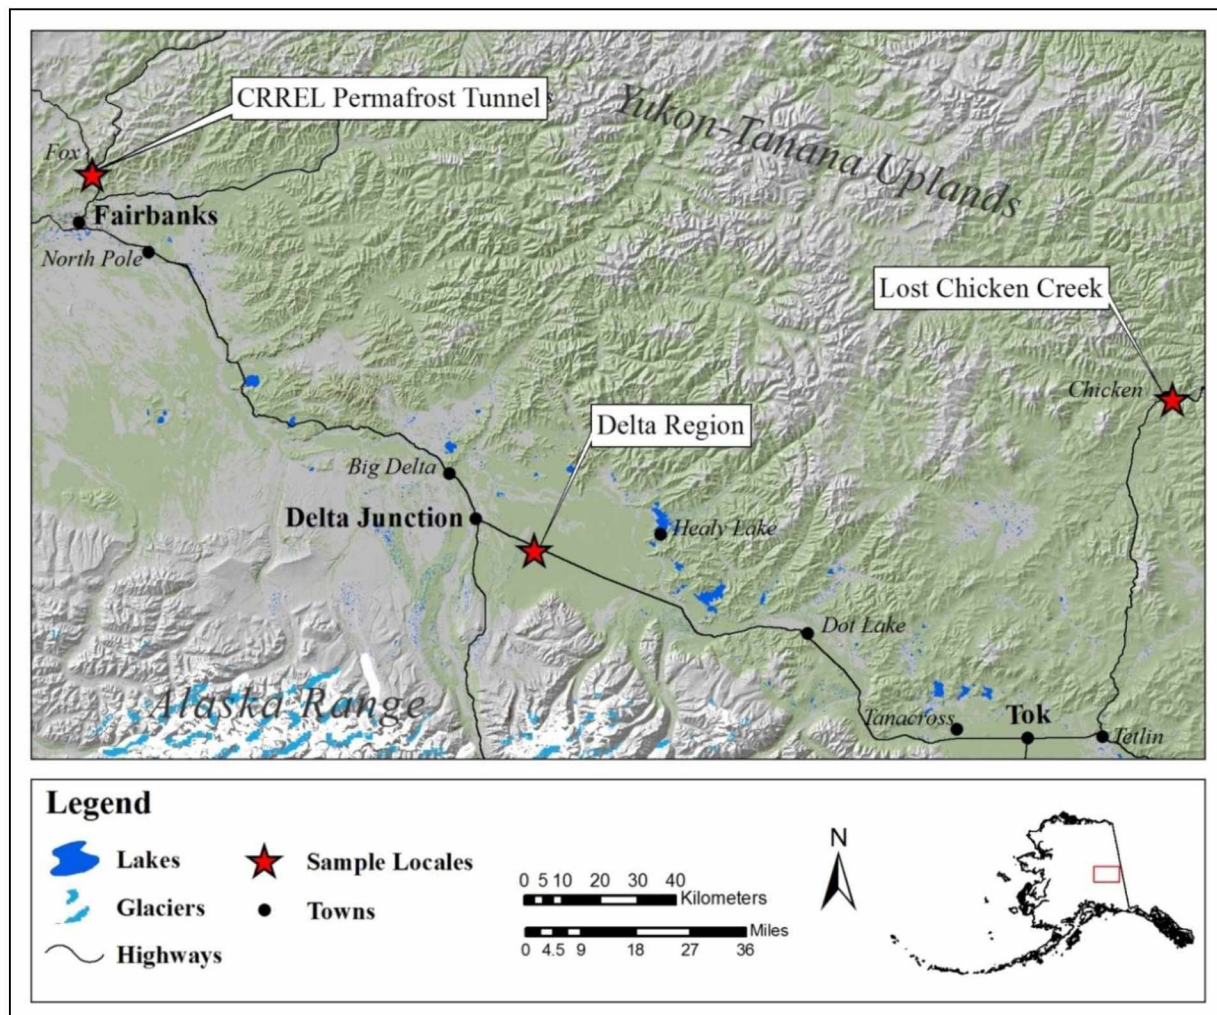 CRREL Permafrost Tunnel
Yukon-Tanana Uplands
Fox
Fairbanks
North Pole
Lost Chicken Creek
Chicken
Delta Region
Big Delta
Delta Junction
Healy Lake
Dot Lake
Alaska Range
Tanacross
Tok
Tetlin
Legend
Lakes
Sample Locales
Glaciers
Towns
Highways
0 5 10 20 30 40
Kilometers
Miles
0 4.5 9 18 27 36
N